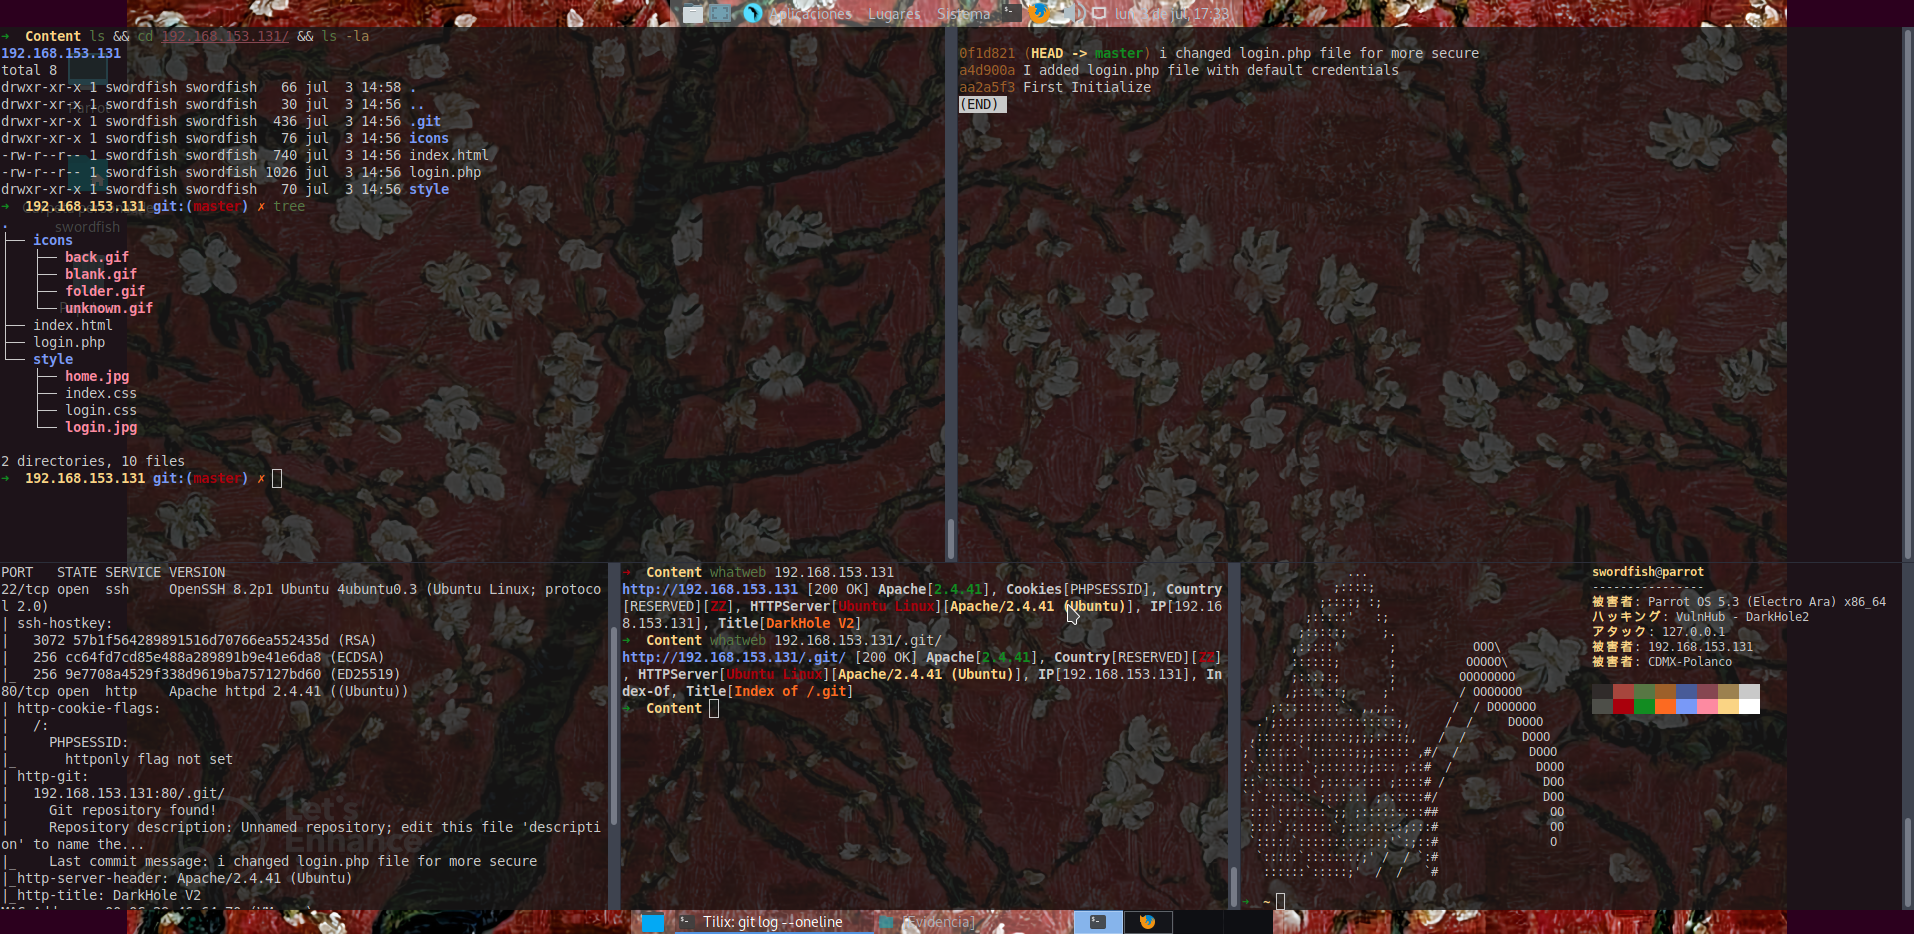 Aplicaciones Lugares Sistema lun 3 de jul, 17:33
➜  Content ls && cd 192.168.153.131/ && ls -la
192.168.153.131
total 8
drwxr-xr-x 1 swordfish swordfish   66 jul  3 14:58 .
drwxr-xr-x 1 swordfish swordfish   30 jul  3 14:56 ..
drwxr-xr-x 1 swordfish swordfish  436 jul  3 14:56 .git
drwxr-xr-x 1 swordfish swordfish   76 jul  3 14:56 icons
-rw-r--r-- 1 swordfish swordfish  740 jul  3 14:56 index.html
-rw-r--r-- 1 swordfish swordfish 1026 jul  3 14:56 login.php
drwxr-xr-x 1 swordfish swordfish   70 jul  3 14:56 style
➜  192.168.153.131 git:(master) ✗ tree
.
swordfish
├── icons
│   ├── back.gif
│   ├── blank.gif
│   ├── folder.gif
│   └── unknown.gif
├── index.html
├── login.php
└── style
    ├── home.jpg
    ├── index.css
    ├── login.css
    └── login.jpg
2 directories, 10 files
➜  192.168.153.131 git:(master) ✗
0f1d821 (HEAD -> master) i changed login.php file for more secure
a4d900a I added login.php file with default credentials
aa2a5f3 First Initialize
(END)
PORT   STATE SERVICE VERSION
22/tcp open  ssh     OpenSSH 8.2p1 Ubuntu 4ubuntu0.3 (Ubuntu Linux; protoco
l 2.0)
| ssh-hostkey:
|   3072 57b1f564289891516d70766ea552435d (RSA)
|   256 cc64fd7cd85e488a289891b9e41e6da8 (ECDSA)
|_  256 9e7708a4529f338d9619ba757127bd60 (ED25519)
80/tcp open  http    Apache httpd 2.4.41 ((Ubuntu))
| http-cookie-flags:
|   /:
|     PHPSESSID:
|_      httponly flag not set
| http-git:
|   192.168.153.131:80/.git/
|     Git repository found!
|     Repository description: Unnamed repository; edit this file 'descripti
on' to name the...
|_    Last commit message: i changed login.php file for more secure
|_http-server-header: Apache/2.4.41 (Ubuntu)
|_http-title: DarkHole V2
Let's
Enhance
➜  Content whatweb 192.168.153.131
http://192.168.153.131 [200 OK] Apache[2.4.41], Cookies[PHPSESSID], Country
[RESERVED][ZZ], HTTPServer[Ubuntu Linux][Apache/2.4.41 (Ubuntu)], IP[192.16
8.153.131], Title[DarkHole V2]
➜  Content whatweb 192.168.153.131/.git/
http://192.168.153.131/.git/ [200 OK] Apache[2.4.41], Country[RESERVED][ZZ]
, HTTPServer[Ubuntu Linux][Apache/2.4.41 (Ubuntu)], IP[192.168.153.131], In
dex-Of, Title[Index of /.git]
➜  Content
swordfish@parrot
----------------
被害者: Parrot OS 5.3 (Electro Ara) x86_64
ハッキング: VulnHub - DarkHole2
アタック: 127.0.0.1
被害者: 192.168.153.131
被害者: CDMX-Polanco
➜  ~
Tilix: git log --oneline
[Evidencia]